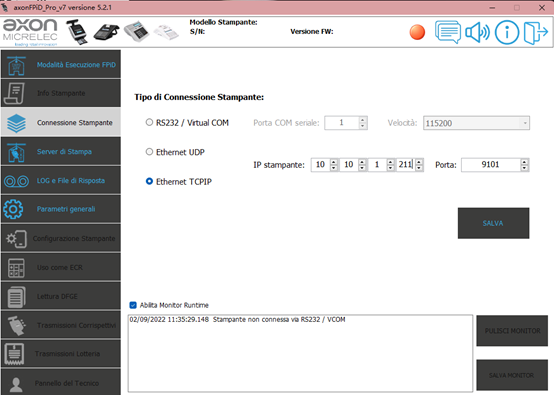 axonFPiD_Pro_v7 versione 5.2.1
axon
MICRELEC
Modello Stampante:
S/N:
Versione FW:
Modalità Esecuzione FPiD
Info Stampante
Connessione Stampante
Server di Stampa
LOG e File di Risposta
Parametri generali
Configurazione Stampante
Uso come ECR
Lettura DFGE
Trasmissioni Corrispettivi
Trasmissioni Lotteria
Pannello del Tecnico
Tipo di Connessione Stampante:
RS232 / Virtual COM
Porta COM seriale:
1
Velocità:
115200
Ethernet UDP
IP stampante:
10
10
1
211
Porta:
9101
Ethernet TCPIP
SALVA
Abilita Monitor Runtime
02/09/2022 11:35:29.148 Stampante non connessa via RS232 / VCOM
PULISCI MONITOR
SALVA MONITOR